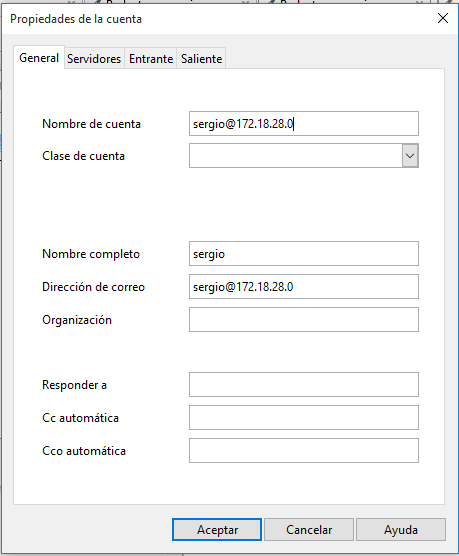 Propiedades de la cuenta
General
Servidores
Entrante
Saliente
Nombre de cuenta
sergio@172.18.28.0
Clase de cuenta
Nombre completo
sergio
Dirección de correo
sergio@172.18.28.0
Organización
Responder a
Cc automática
Cco automática
Aceptar
Cancelar
Ayuda